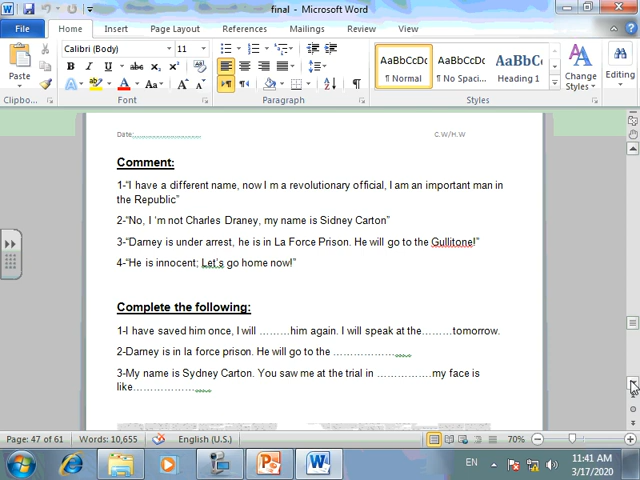 final - Microsoft Word
File Home Insert Page Layout References Mailings Review View
Calibri (Body) 11
Paste
AaBbCcDc AaBbCcDc AaBbC
¶ Normal ¶ No Spaci... Heading 1
Change Styles
Editing
Clipbo... Font Paragraph Styles
Date: C.W/H.W
Comment:
1-“I have a different name, now I m a revolutionary official, I am an important man in
the Republic”
2-“No, I ‘m not Charles Draney, my name is Sidney Carton”
3-“Darney is under arrest, he is in La Force Prison. He will go to the Gullitone!”
4-“He is innocent; Let’s go home now!”
Complete the following:
1-I have saved him once, I will ………him again. I will speak at the………tomorrow.
2-Darney is in la force prison. He will go to the …………………
3-My name is Sydney Carton. You saw me at the trial in …………….my face is
like…………………
Page: 47 of 61 Words: 10,655 English (U.S.) 70%
EN 11:41 AM
3/17/2020